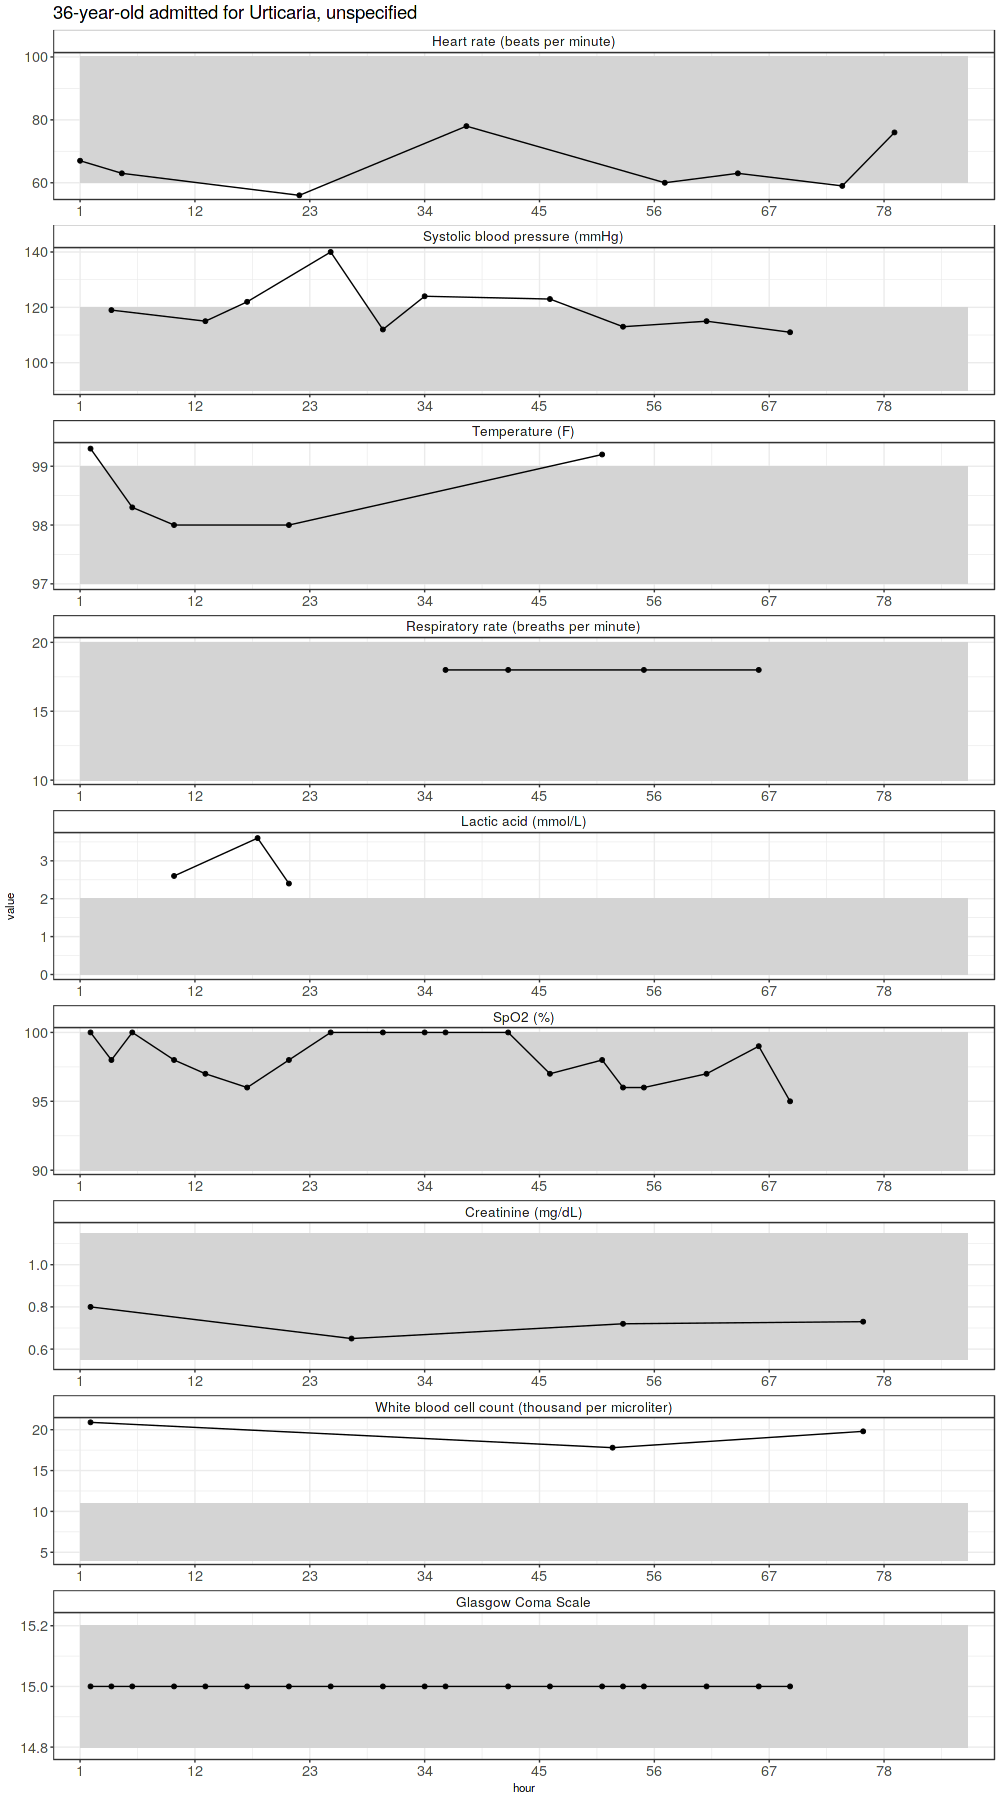 36-year-old admitted for Urticaria, unspecified
Heart rate (beats per minute)
100
80
60
1 12 23 34 45 56 67 78
Systolic blood pressure (mmHg)
140
120
100
1 12 23 34 45 56 67 78
Temperature (F)
99
98
97
1 12 23 34 45 56 67 78
Respiratory rate (breaths per minute)
20
15
10
1 12 23 34 45 56 67 78
Lactic acid (mmol/L)
3
2
1
0
1 12 23 34 45 56 67 78
value
SpO2 (%)
100
95
90
1 12 23 34 45 56 67 78
Creatinine (mg/dL)
1.0
0.8
0.6
1 12 23 34 45 56 67 78
White blood cell count (thousand per microliter)
20
15
10
5
1 12 23 34 45 56 67 78
Glasgow Coma Scale
15.2
15.0
14.8
1 12 23 34 45 56 67 78
hour